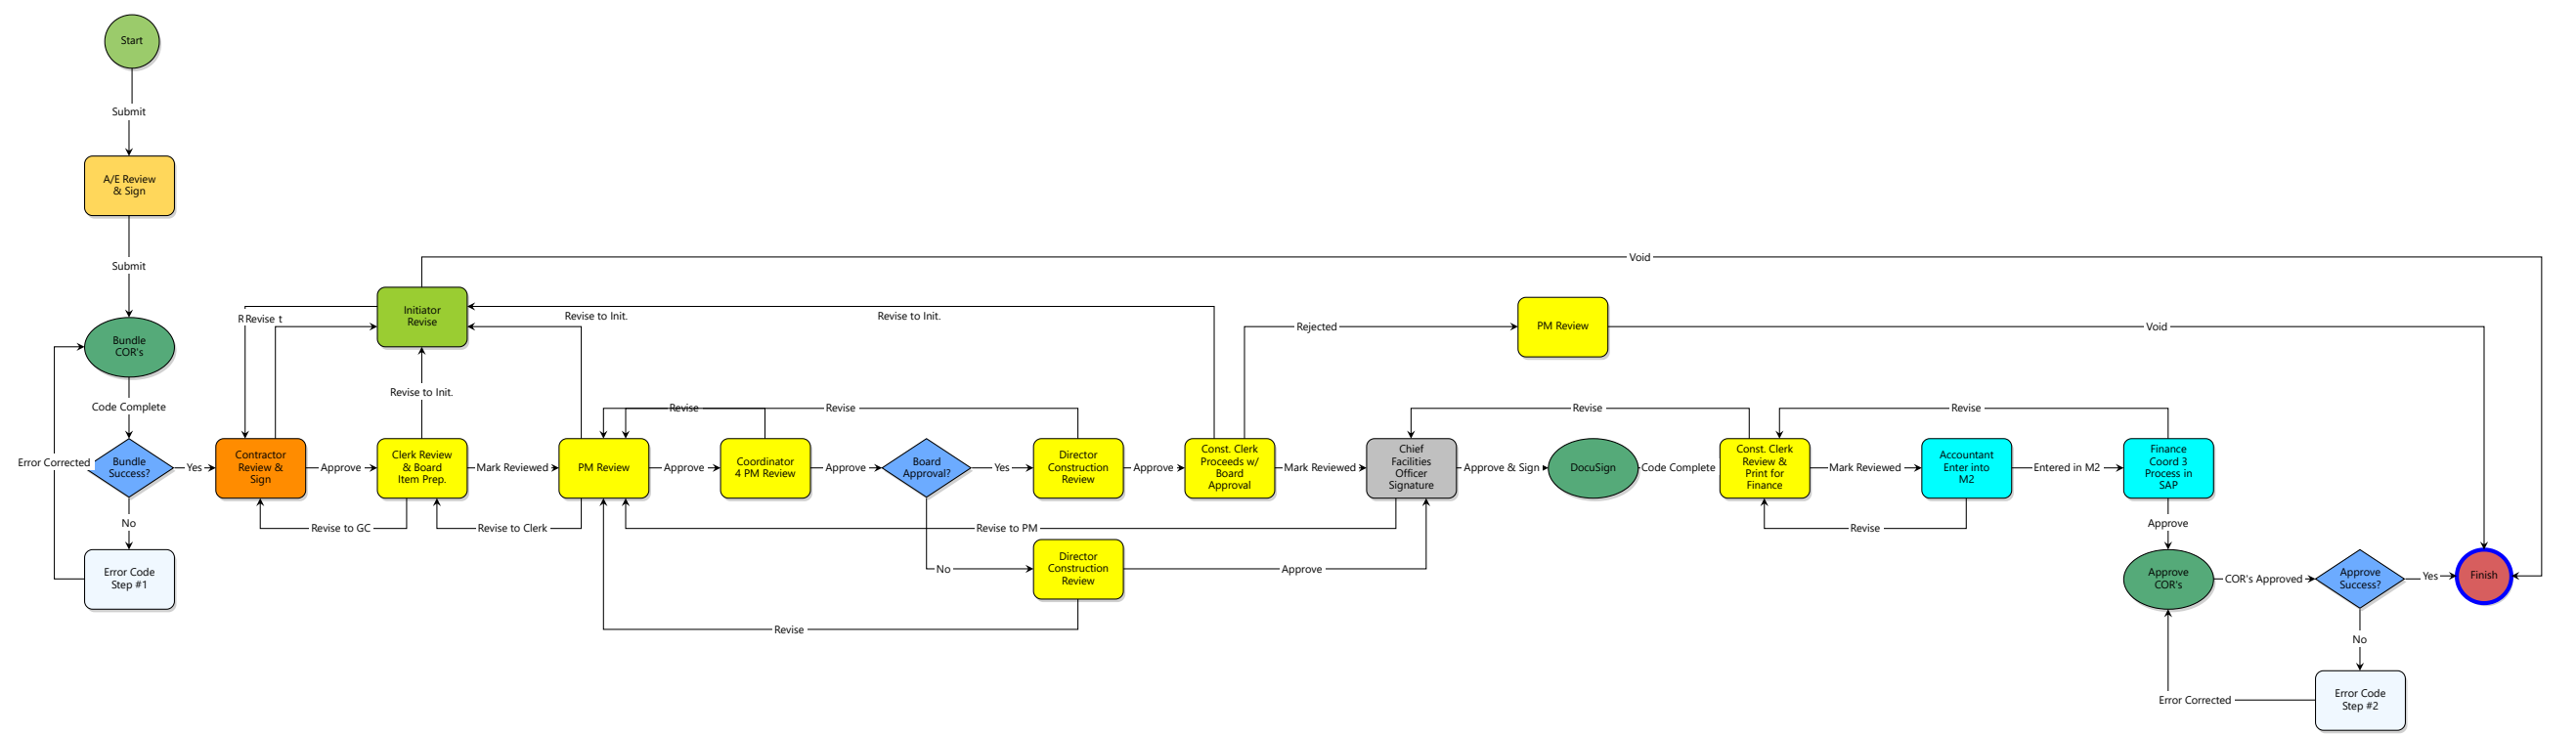 Start
Submit
A/E Review
& Sign
Submit
Bundle
COR's
Code Complete
Error Corrected
Bundle
Success?
Yes
No
Error Code
Step #1
Contractor
Review &
Sign
Approve
Revise to GC
R
Revise t
Initiator
Revise
Revise to Init.
Clerk Review
& Board
Item Prep.
Mark Reviewed
Revise to Clerk
Revise to Init.
PM Review
Approve
Revise
Coordinator
4 PM Review
Approve
Board
Approval?
Yes
No
Revise
Director
Construction
Review
Approve
Revise to PM
Director
Construction
Review
Approve
Revise
Revise to Init.
Const. Clerk
Proceeds w/
Board
Approval
Mark Reviewed
Rejected
PM Review
Void
Void
Chief
Facilities
Officer
Signature
Approve & Sign
DocuSign
Code Complete
Revise
Const. Clerk
Review &
Print for
Finance
Mark Reviewed
Revise
Accountant
Enter into
M2
Entered in M2
Revise
Finance
Coord 3
Process in
SAP
Approve
Approve
COR's
COR's Approved
Approve
Success?
Yes
Finish
No
Error Code
Step #2
Error Corrected